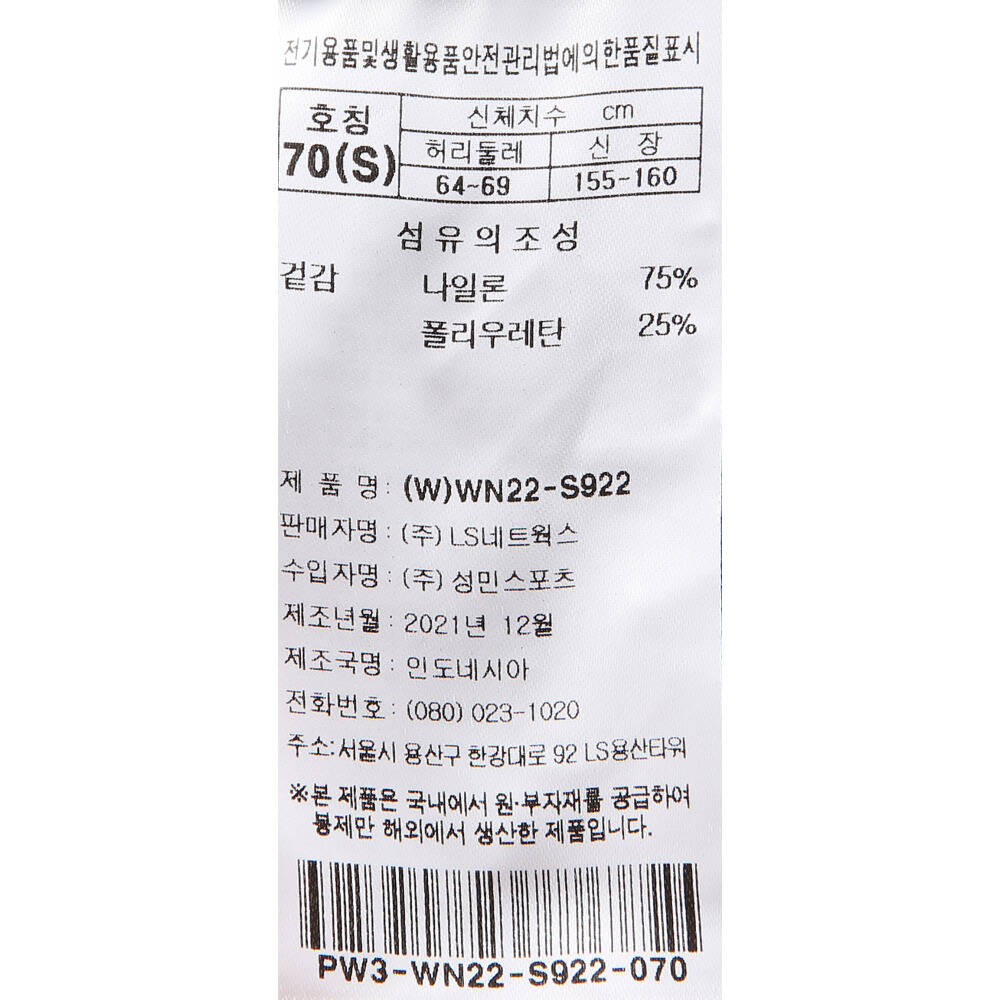 전기용품및생활용품안전관리법에의한품질표시
호칭 신체치수 cm
70(S) 허리둘레 신 장
64~69 155-160
섬유의조성
겉감 나일론 75%
폴리우레탄 25%
제 품 명 : (W)WN22-S922
판매자명 : (주) LS네트웍스
수입자명 : (주) 성민스포츠
제조년월 : 2021년 12월
제조국명 : 인도네시아
전화번호 : (080) 023-1020
주소:서울시 용산구 한강대로 92 LS용산타워
※본 제품은 국내에서 원·부자재를 공급하여
봉제만 해외에서 생산한 제품입니다.
PW3-WN22-S922-070